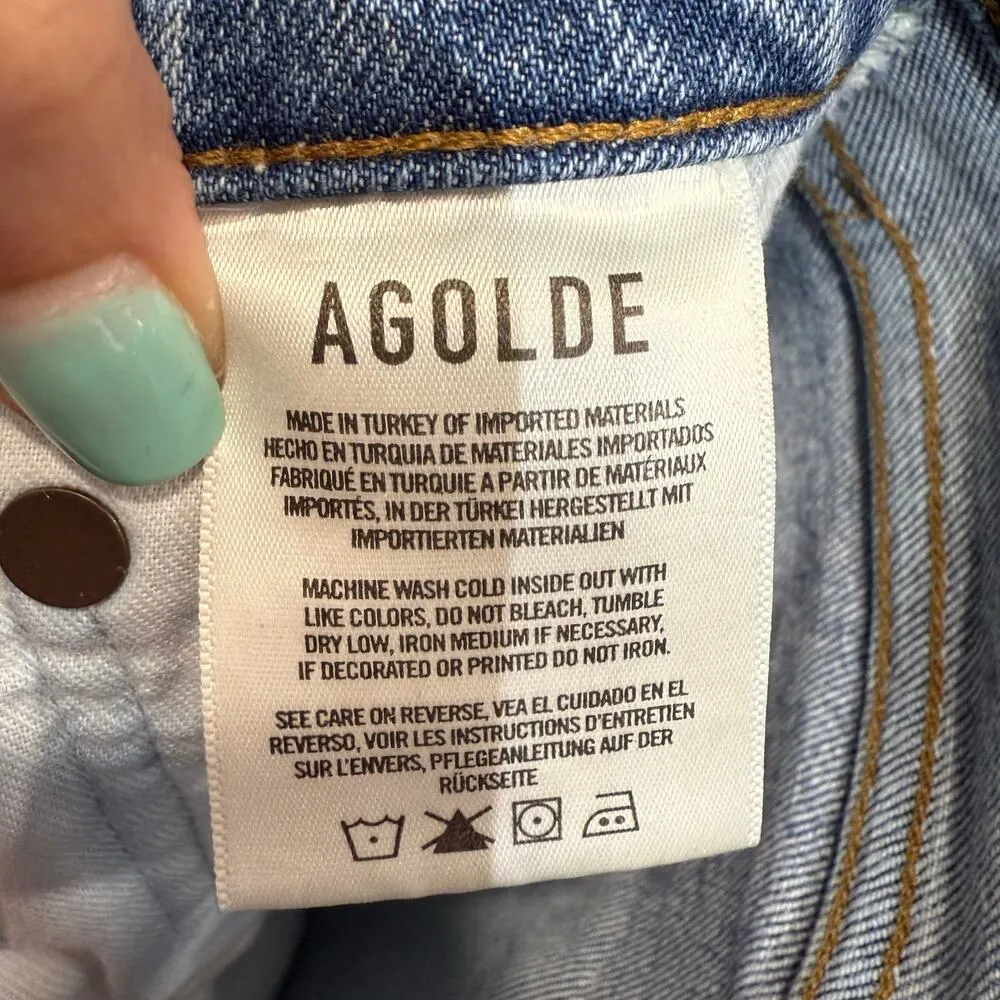 AGOLDE
MADE IN TURKEY OF IMPORTED MATERIALS
HECHO EN TURQUIA DE MATERIALES IMPORTADOS
FABRIQUÉ EN TURQUIE A PARTIR DE MATÉRIAUX
IMPORTÉS, IN DER TÜRKEI HERGESTELLT MIT
IMPORTIERTEN MATERIALIEN
MACHINE WASH COLD INSIDE OUT WITH
LIKE COLORS, DO NOT BLEACH, TUMBLE
DRY LOW, IRON MEDIUM IF NECESSARY,
IF DECORATED OR PRINTED DO NOT IRON.
SEE CARE ON REVERSE, VEA EL CUIDADO EN EL
REVERSO, VOIR LES INSTRUCTIONS D'ENTRETIEN
SUR L'ENVERS, PFLEGEANLEITUNG AUF DER
RÜCKSEITE